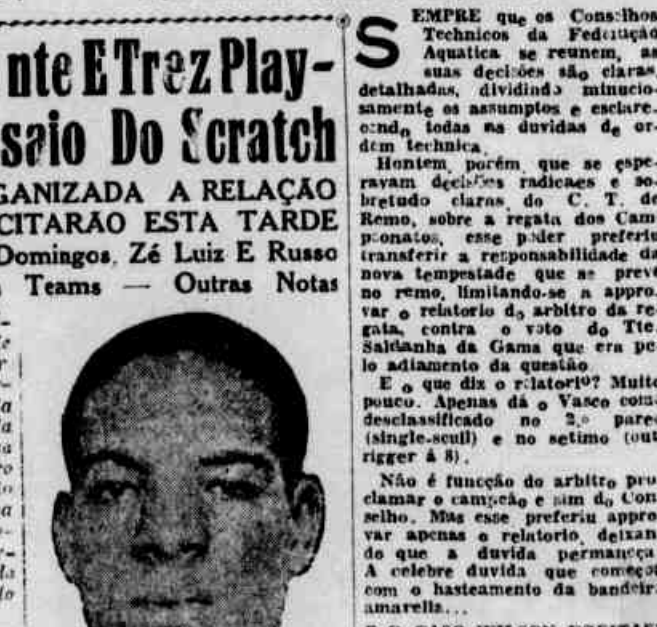 nte E Trez Play-
saio Do Scratch
GANIZADA A RELAÇÃO
CITARÃO ESTA TARDE
Domingos, Zé Luiz E Russo
Teams — Outras Notas
SEMPRE que os Conselhos
Technicos da Federação
Aquatica se reunem, as
suas decisões são claras,
detalhadas, dividindo minucio-
samente os assumptos e esclare-
cendo todas as duvidas de or-
dem technica.
Hontem, porém, que se espe-
ravam decisões radicaes e so-
bretudo claras, do C. T. de
Remo, sobre a regata dos Cam
peonatos, esse poder preferiu
transferir a responsabilidade da
nova tempestade que se prevê
no remo, limitando-se a appro-
var o relatorio do arbitro da re-
gata, contra o voto do Tte.
Saldanha da Gama que era pe-
lo adiamento da questão.
E o que diz o relatorio? Muito
pouco. Apenas dá o Vasco como
desclassificado no 2.º pareo
(single-scull) e no setimo (out
rigger á 8).
Não é funcção do arbitro pro
clamar o campeão e sim do Con
selho. Mas esse preferiu appro
var apenas o relatorio, deixan
do que a duvida permaneça.
A celebre duvida que começou
com o hasteamento da bandeira
amarella...